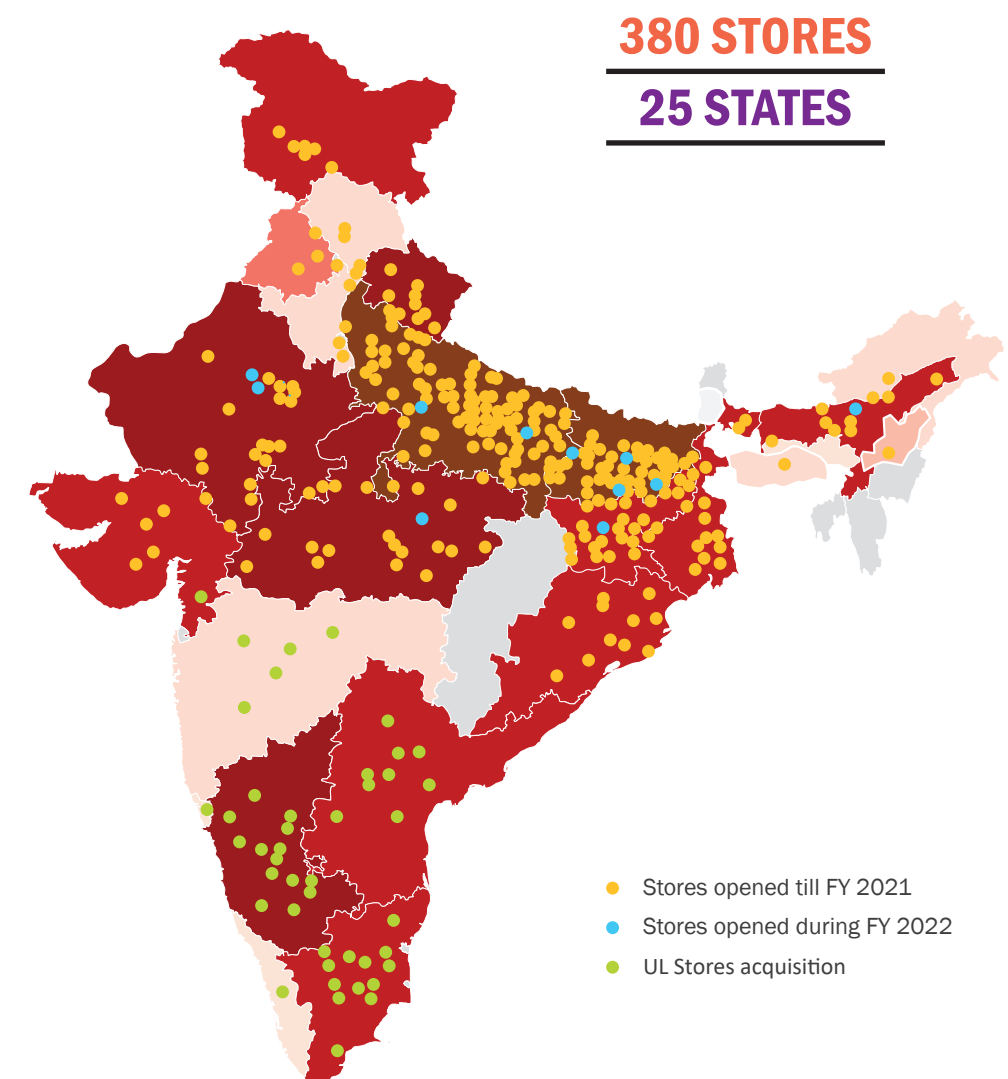 380 STORES
25 STATES
Stores opened till FY 2021
Stores opened during FY 2022
UL Stores acquisition